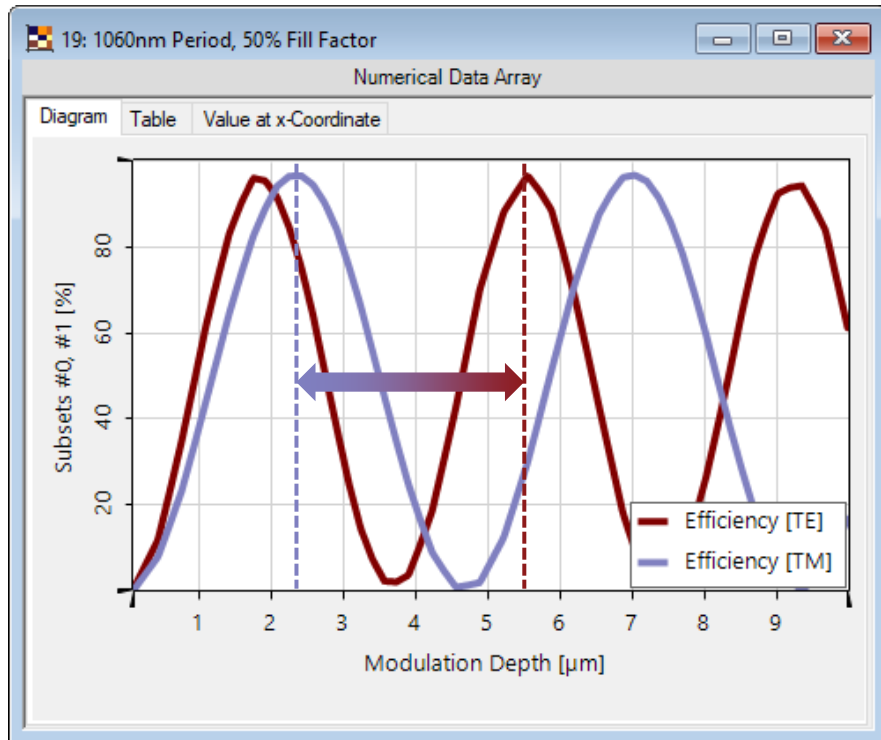 19: 1060nm Period, 50% Fill Factor
Numerical Data Array
Diagram Table Value at x-Coordinate
Subsets #0, #1 [%]
80
60
40
20
Efficiency [TE]
Efficiency [TM]
1 2 3 4 5 6 7 8 9
Modulation Depth [µm]